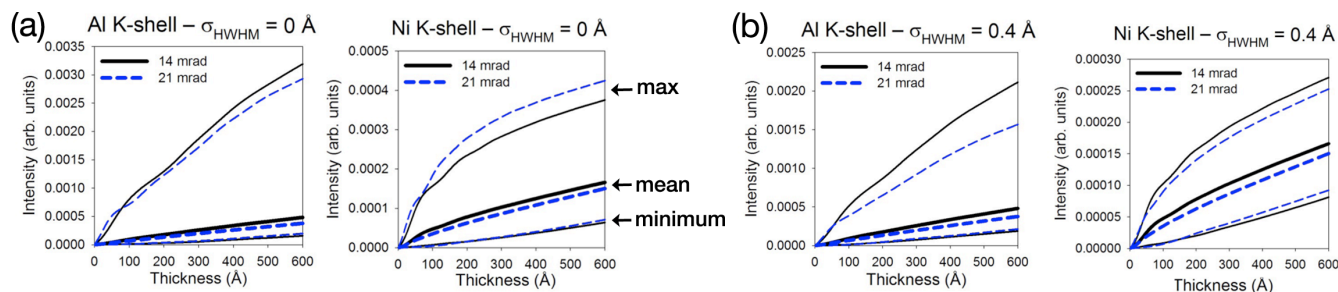 (a)
Al K-shell – σHWHM = 0 Å
Intensity (arb. units)
0.0035
0.0030
0.0025
0.0020
0.0015
0.0010
0.0005
0.0000
14 mrad
21 mrad
0 100 200 300 400 500 600
Thickness (Å)
Ni K-shell – σHWHM = 0 Å
Intensity (arb. units)
0.0005
0.0004
0.0003
0.0002
0.0001
0.0000
14 mrad
21 mrad
0 100 200 300 400 500 600
Thickness (Å)
← max
← mean
← minimum
(b)
Al K-shell – σHWHM = 0.4 Å
Intensity (arb. units)
0.0025
0.0020
0.0015
0.0010
0.0005
0.0000
14 mrad
21 mrad
0 100 200 300 400 500 600
Thickness (Å)
Ni K-shell – σHWHM = 0.4 Å
Intensity (arb. units)
0.00030
0.00025
0.00020
0.00015
0.00010
0.00005
0.00000
14 mrad
21 mrad
0 100 200 300 400 500 600
Thickness (Å)